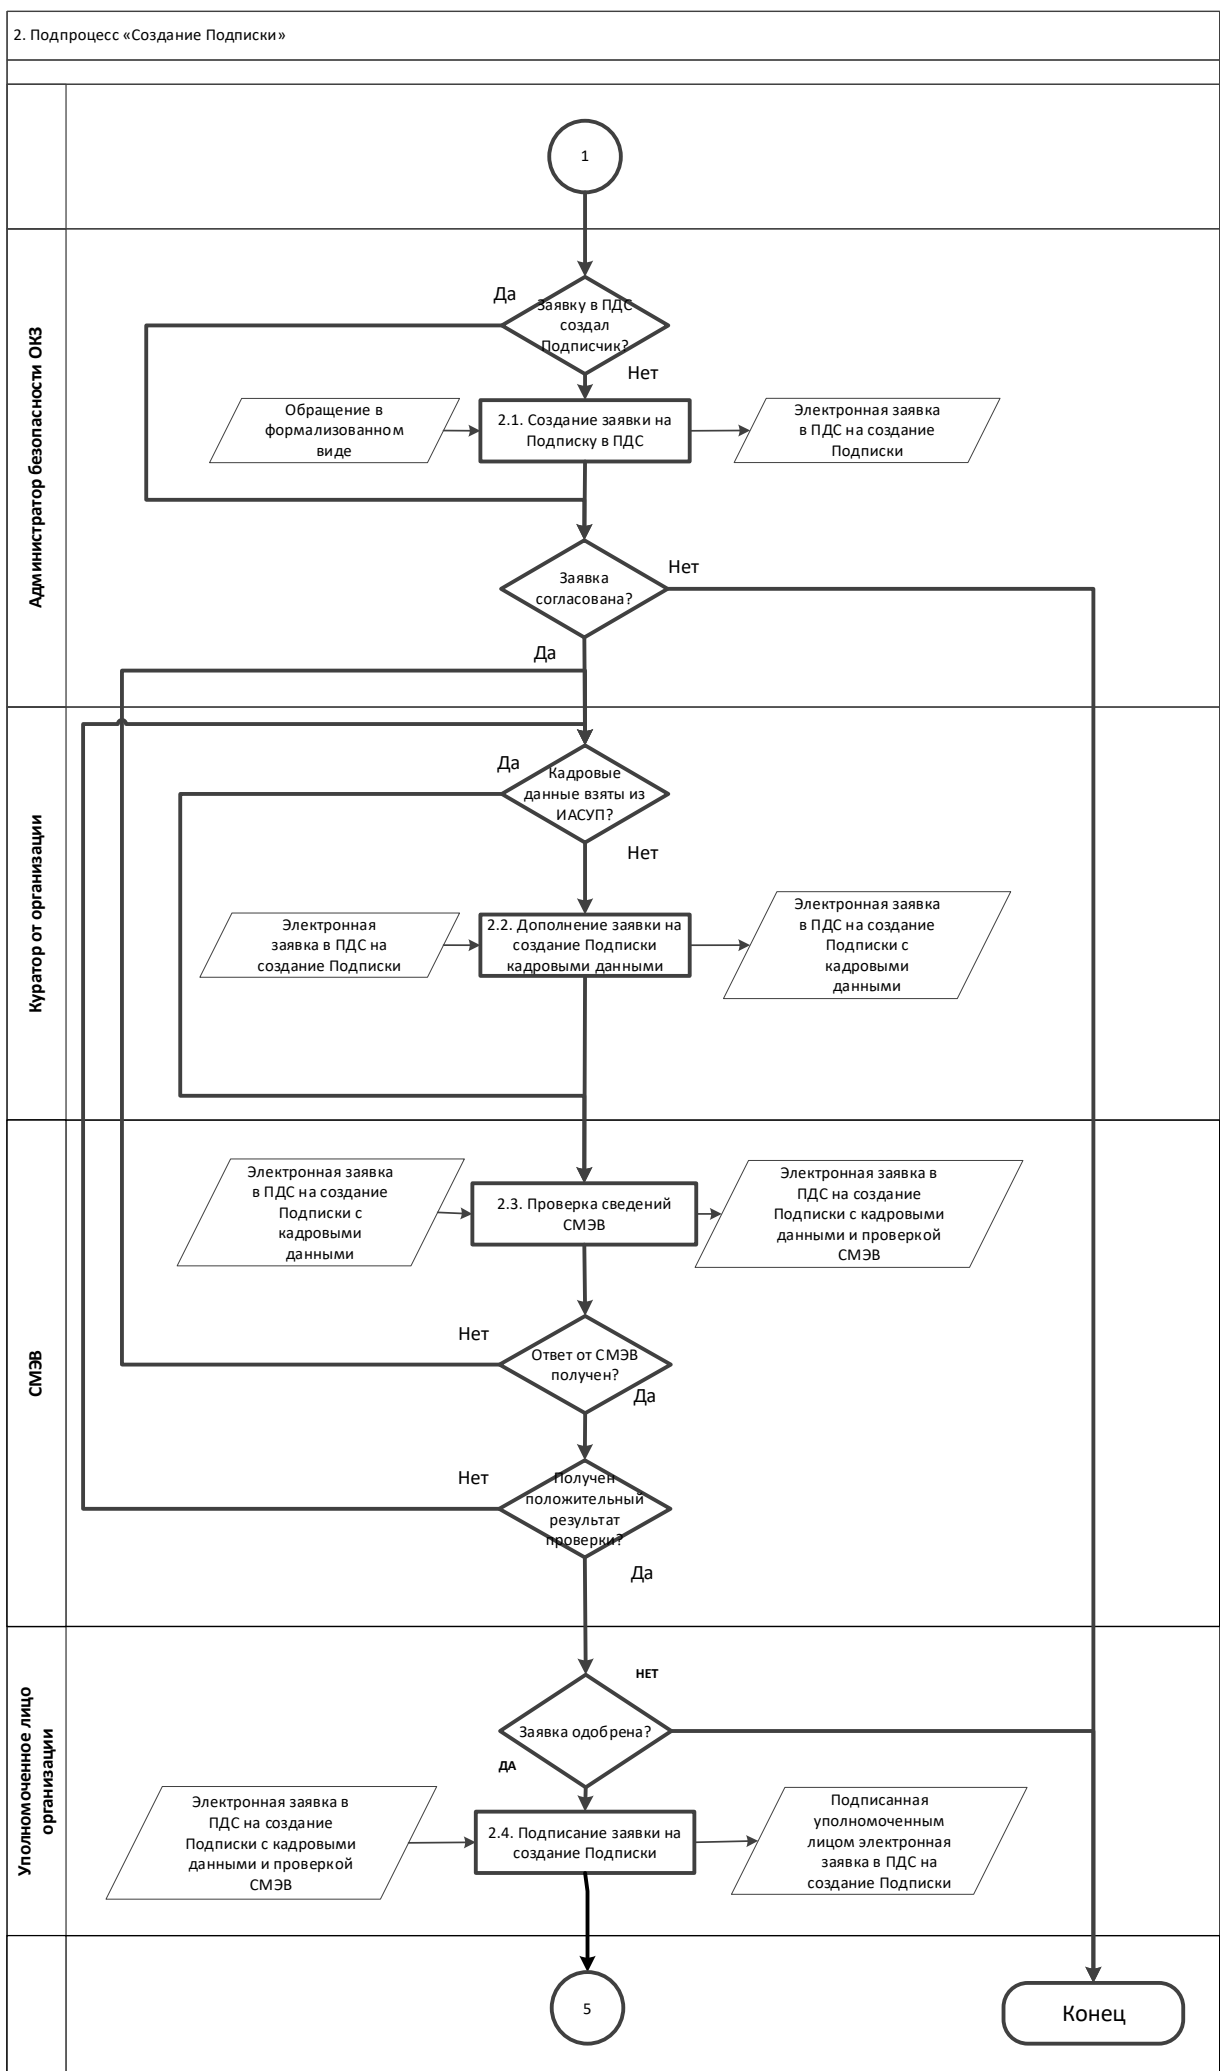 2. Подпроцесс «Создание Подписки»
1
Администратор безопасности ОКЗ
Да
Заявку в ПДС
создал
Подписчик?
Нет
Обращение в
формализованном
виде
2.1. Создание заявки на
Подписку в ПДС
Электронная заявка
в ПДС на создание
Подписки
Заявка
согласована?
Нет
Да
Куратор от организации
Да
Кадровые
данные взяты из
ИАСУП?
Нет
Электронная
заявка в ПДС на
создание Подписки
2.2. Дополнение заявки на
создание Подписки
кадровыми данными
Электронная заявка
в ПДС на создание
Подписки с
кадровыми
данными
СМЭВ
Электронная заявка
в ПДС на создание
Подписки с
кадровыми
данными
2.3. Проверка сведений
СМЭВ
Электронная заявка в
ПДС на создание
Подписки с кадровыми
данными и проверкой
СМЭВ
Нет
Ответ от СМЭВ
получен?
Да
Нет
Получен
положительный
результат
проверки?
Да
Уполномоченное лицо
организации
НЕТ
Заявка одобрена?
ДА
Электронная заявка в
ПДС на создание
Подписки с кадровыми
данными и проверкой
СМЭВ
2.4. Подписание заявки на
создание Подписки
Подписанная
уполномоченным
лицом электронная
заявка в ПДС на
создание Подписки
5
Конец